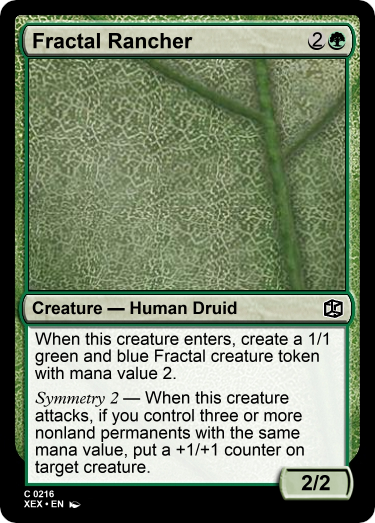 Fractal Rancher 2
Creature — Human Druid
When this creature enters, create a 1/1
green and blue Fractal creature token
with mana value 2.
Symmetry 2 — When this creature
attacks, if you control three or more
nonland permanents with the same
mana value, put a +1/+1 counter on
target creature.
2/2
C 0216
XEX • EN